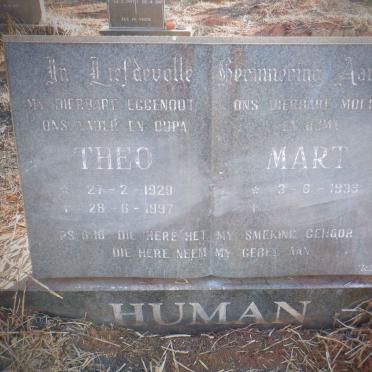 In Liefdevolle Herinnering Aan
MY DIERBARE EGGENOOT
ONS VADER EN OUPA
THEO
☆ 27-2-1929
† 28-6-1997
ONS DIERBARE
EN OUMA
MART
☆ 3-6-1933
†
PS 6:10 DIE HERE HET MY SMEKING GEHOOR
DIE HERE NEEM MY GEBED AAN
HUMAN